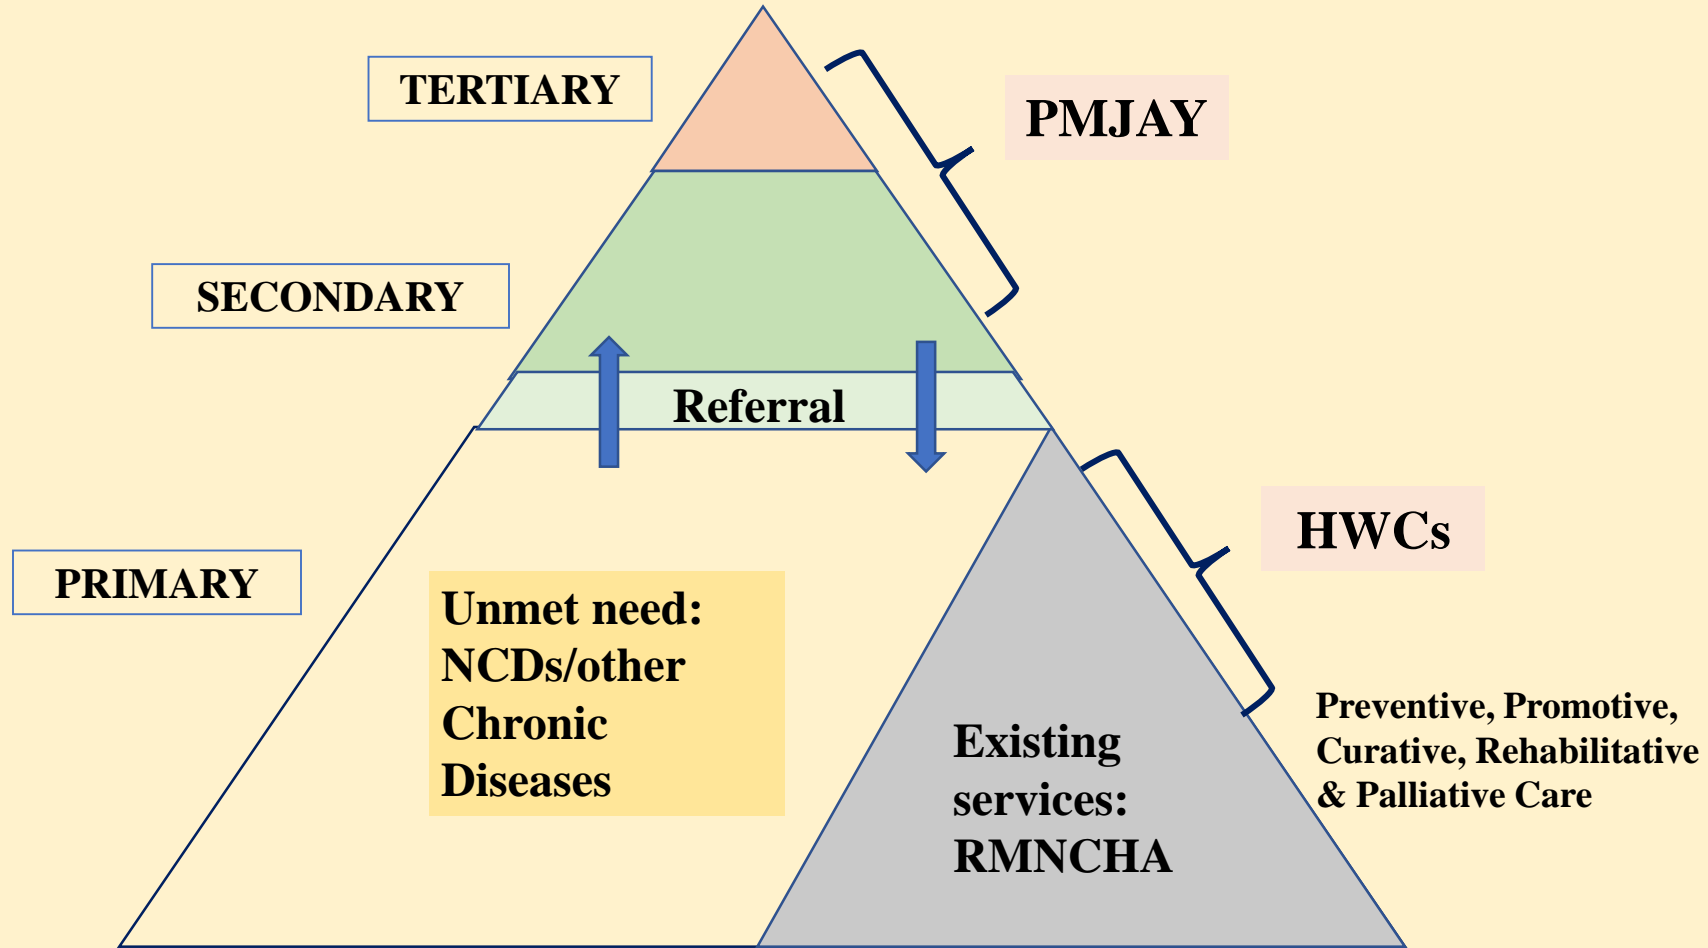 TERTIARY
PMJAY
SECONDARY
Referral
HWCs
PRIMARY
Unmet need:
NCDs/other
Chronic
Diseases
Existing
services:
RMNCHA
Preventive, Promotive,
Curative, Rehabilitative
& Palliative Care